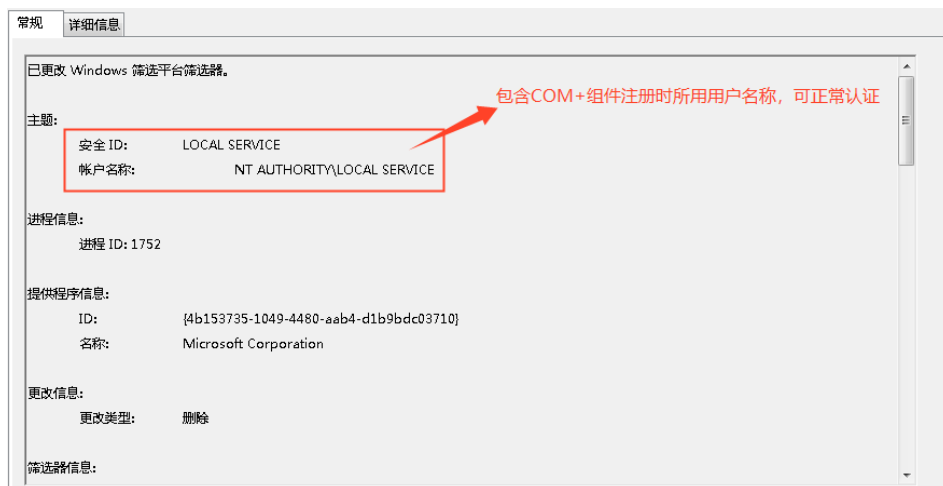 常规 详细信息
已更改 Windows 筛选平台筛选器。
包含COM+组件注册时所用用户名称，可正常认证
主题:
安全 ID: LOCAL SERVICE
帐户名称: NT AUTHORITY\LOCAL SERVICE
进程信息:
进程 ID: 1752
提供程序信息:
ID: {4b153735-1049-4480-aab4-d1b9bdc03710}
名称: Microsoft Corporation
更改信息:
更改类型: 删除
筛选器信息: